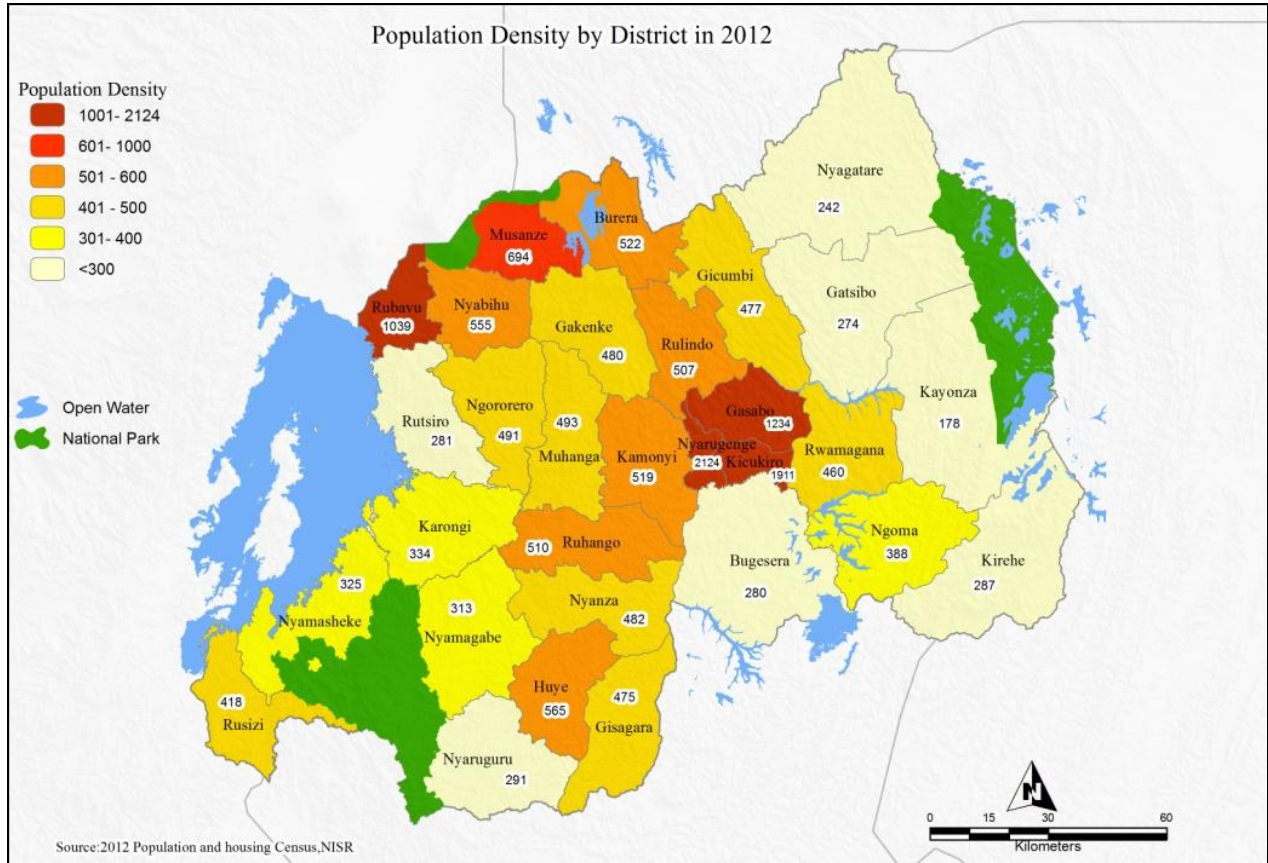 Population Density by District in 2012
Population Density
1001- 2124
601- 1000
501 - 600
401 - 500
301- 400
<300
Open Water
National Park
Nyagatare
242
Burera
522
Musanze
694
Gicumbi
477
Gatsibo
274
Rubavu
1039
Nyabihu
555
Gakenke
480
Rulindo
507
Kayonza
178
Rutsiro
281
Ngororero
491
493
Muhanga
Kamonyi
519
Gasabo
1234
Nyarugenge
2124
Kicukiro
1911
Rwamagana
460
Karongi
334
Ruhango
510
Bugesera
280
Ngoma
388
Kirehe
287
325
Nyamasheke
313
Nyamagabe
Nyanza
482
Huye
565
475
Gisagara
418
Rusizi
Nyaruguru
291
N
0 15 30 60
Kilometers
Source:2012 Population and housing Census,NISR